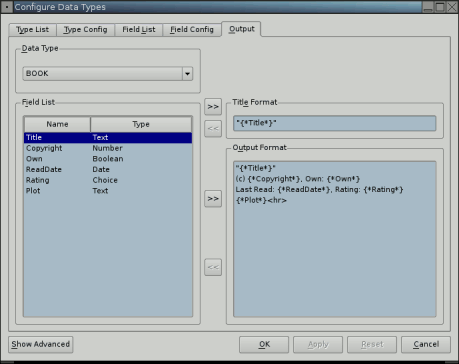 Configure Data Types
Type List Type Config Field List Field Config Output
Data Type
BOOK
Field List
Name Type
Title Text
Copyright Number
Own Boolean
ReadDate Date
Rating Choice
Plot Text
>>
<<
>>
<<
Title Format
"{*Title*}"
Output Format
"{*Title*}"
(c) {*Copyright*}, Own: {*Own*}
Last Read: {*ReadDate*}, Rating: {*Rating*}
{*Plot*}<hr>
Show Advanced OK Apply Reset Cancel